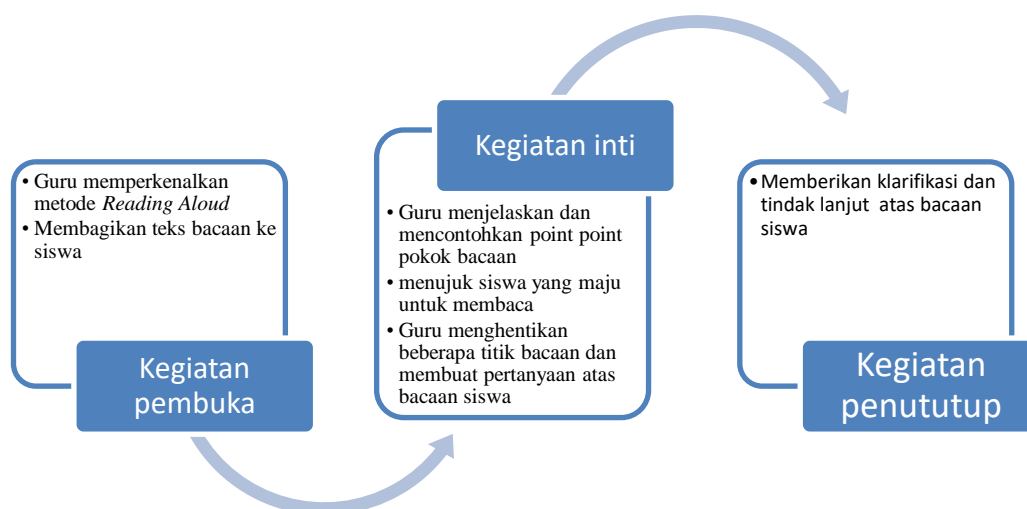 • Guru memperkenalkan
metode Reading Aloud
• Membagikan teks bacaan ke
siswa
Kegiatan
pembuka
Kegiatan inti
• Guru menjelaskan dan
mencontohkan point point
pokok bacaan
• menujuk siswa yang maju
untuk membaca
• Guru menghentikan
beberapa titik bacaan dan
membuat pertanyaan atas
bacaan siswa
•Memberikan klarifikasi dan
tindak lanjut atas bacaan
siswa
Kegiatan
penututup